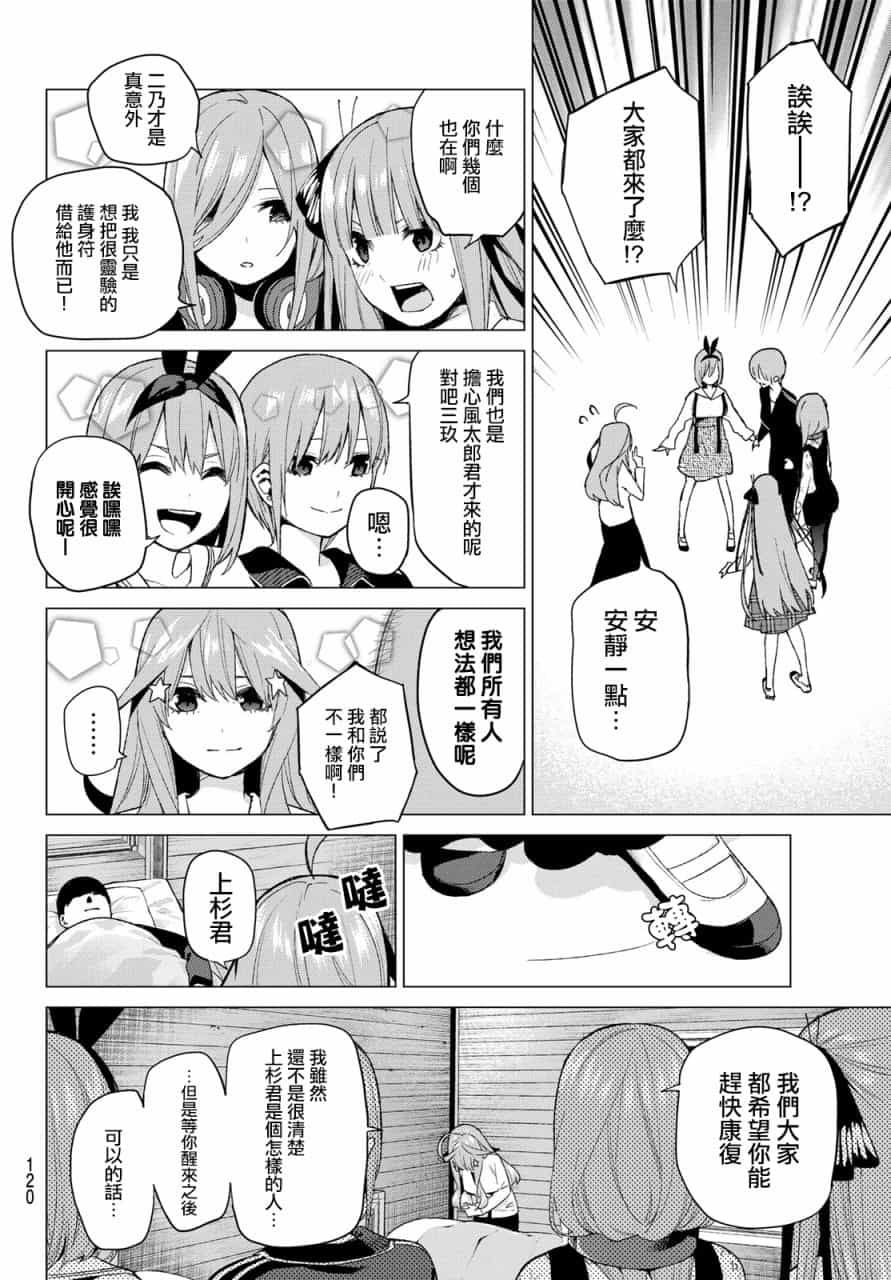 誒誒—!?
大家都來了麼!?
安
安靜一點…
什麼
你們幾個
也在啊
二乃才是
真意外
我 我只是
想把很靈驗的
護身符
借給他而已!
我們也是
擔心風太郎君才來的呢
對吧三玖
嗯…
誒嘿嘿
感覺很
開心呢—
我們所有人
想法都一樣呢
都說了
我和你們
不一樣啊!
……
轉
噠
噠
上杉君
我們大家
都希望你能
趕快康復
我雖然
還不是很清楚
上杉君是個怎樣的人…
…但是等你醒來之後
可以的話…
120